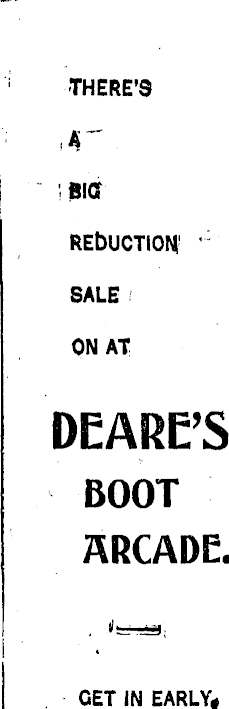 THERE'S
A
BIG
REDUCTION
SALE
ON AT
DEARE'S
BOOT
ARCADE.
GET IN EARLY.